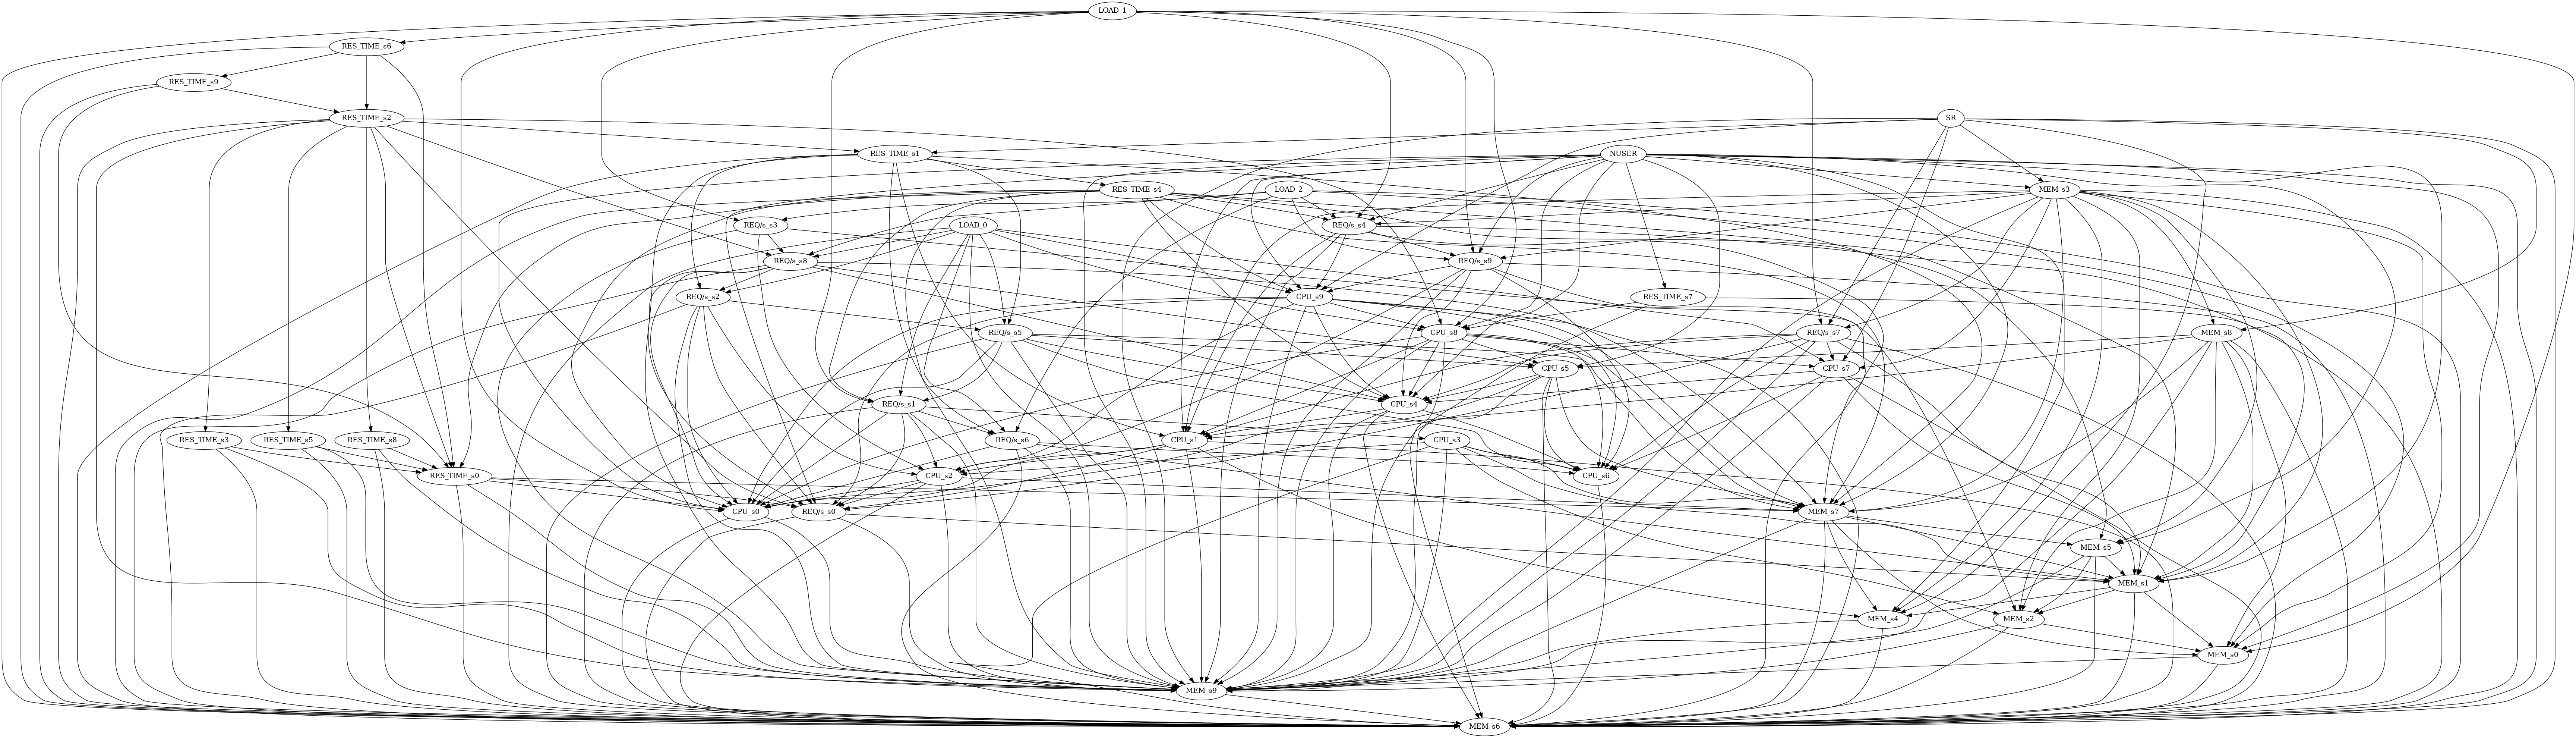 LOAD_1
RES_TIME_s6
RES_TIME_s9
RES_TIME_s2
SR
RES_TIME_s1
NUSER
RES_TIME_s4
LOAD_2
MEM_s3
REQ/s_s3
LOAD_0
REQ/s_s4
REQ/s_s8
REQ/s_s9
REQ/s_s2
CPU_s9
RES_TIME_s7
REQ/s_s5
CPU_s8
REQ/s_s7
MEM_s8
CPU_s5
CPU_s7
REQ/s_s1
CPU_s4
RES_TIME_s3
RES_TIME_s5
RES_TIME_s8
REQ/s_s6
CPU_s1
CPU_s3
RES_TIME_s0
CPU_s2
CPU_s6
CPU_s0
REQ/s_s0
MEM_s7
MEM_s5
MEM_s1
MEM_s4
MEM_s2
MEM_s0
MEM_s9
MEM_s6